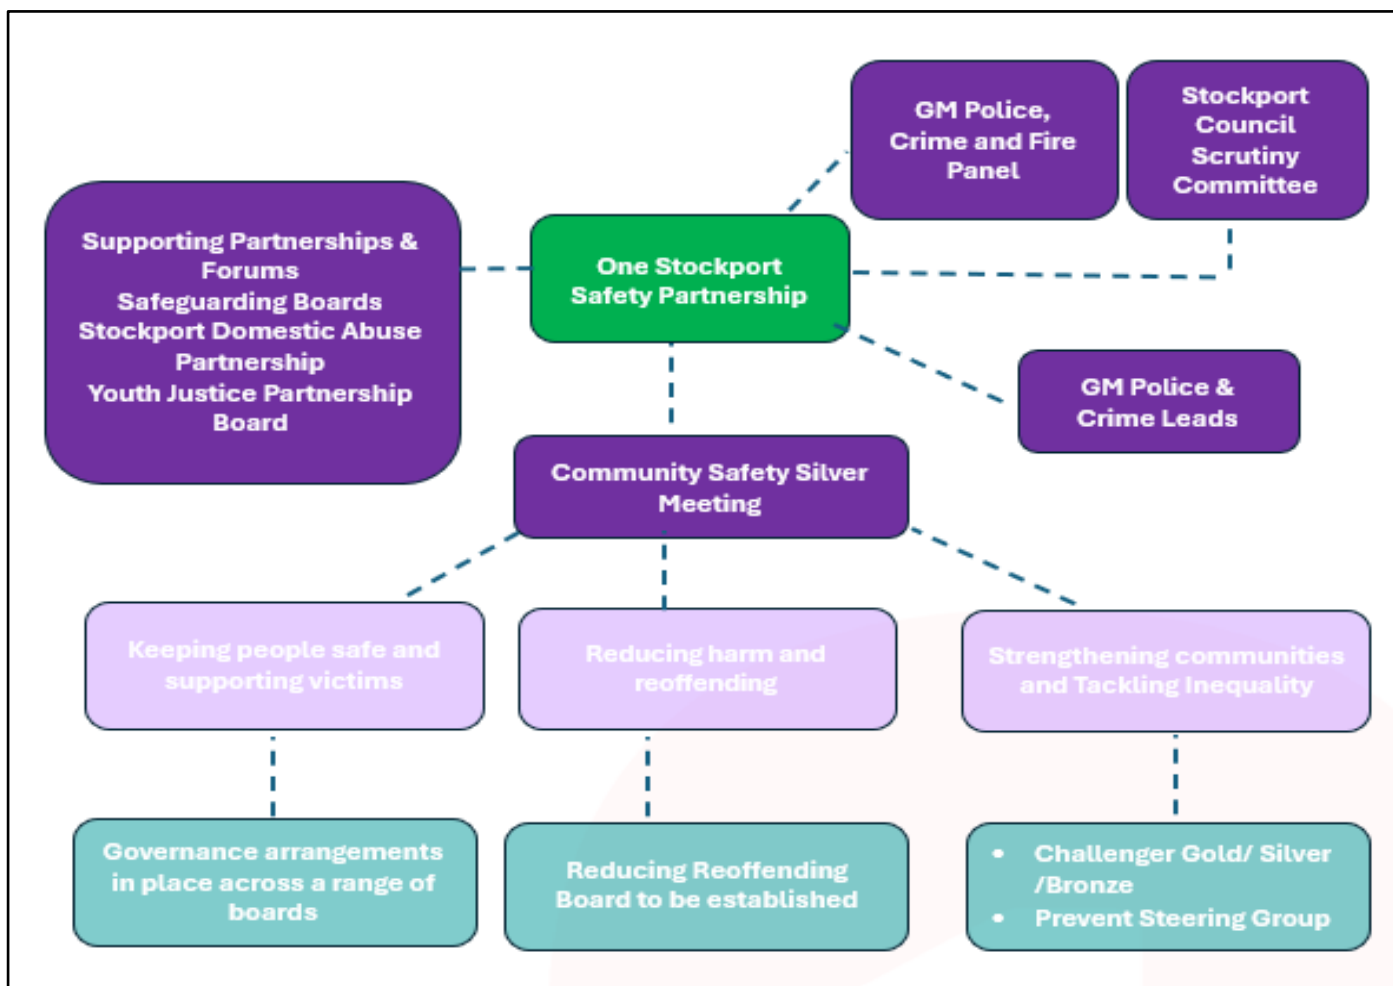 GM Police,
Crime and Fire
Panel
Stockport
Council
Scrutiny
Committee
Supporting Partnerships &
Forums
Safeguarding Boards
Stockport Domestic Abuse
Partnership
Youth Justice Partnership
Board
One Stockport
Safety Partnership
GM Police &
Crime Leads
Community Safety Silver
Meeting
Keeping people safe and
supporting victims
Reducing harm and
reoffending
Strengthening communities
and Tackling Inequality
Governance arrangements
in place across a range of
boards
Reducing Reoffending
Board to be established
• Challenger Gold/ Silver
/Bronze
• Prevent Steering Group